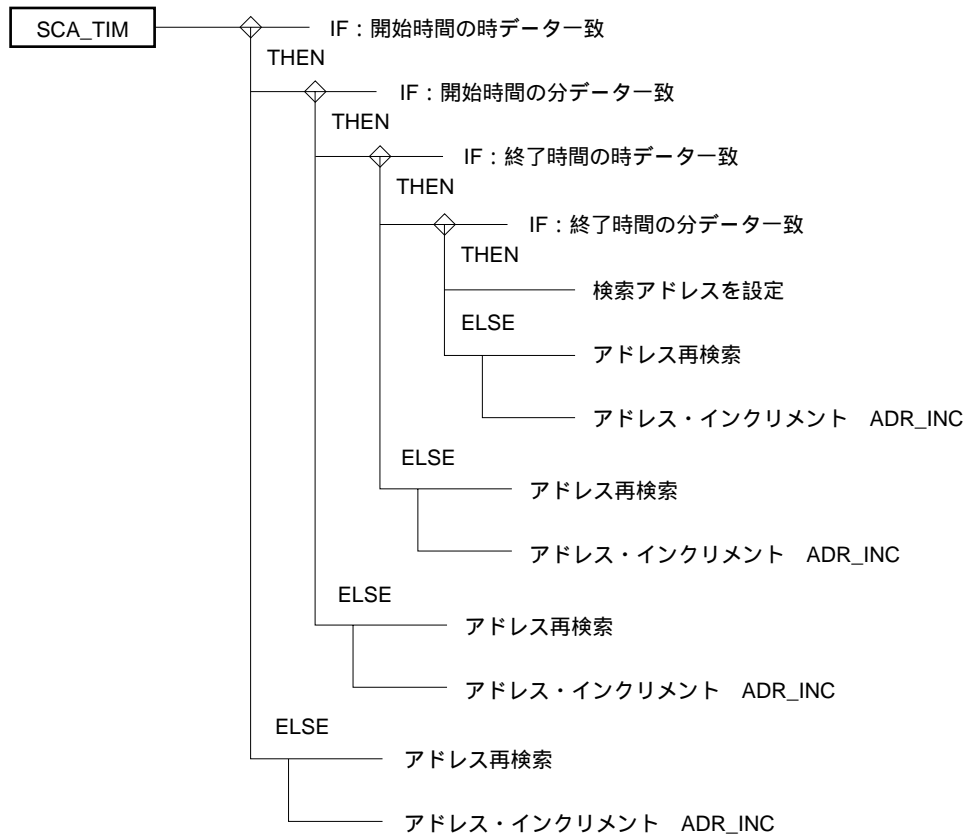 SCA_TIM
IF：開始時間の時データ一致
THEN
IF：開始時間の分データ一致
THEN
IF：終了時間の時データ一致
THEN
IF：終了時間の分データ一致
THEN
検索アドレスを設定
ELSE
アドレス再検索
アドレス・インクリメント　ADR_INC
ELSE
アドレス再検索
アドレス・インクリメント　ADR_INC
ELSE
アドレス再検索
アドレス・インクリメント　ADR_INC
ELSE
アドレス再検索
アドレス・インクリメント　ADR_INC